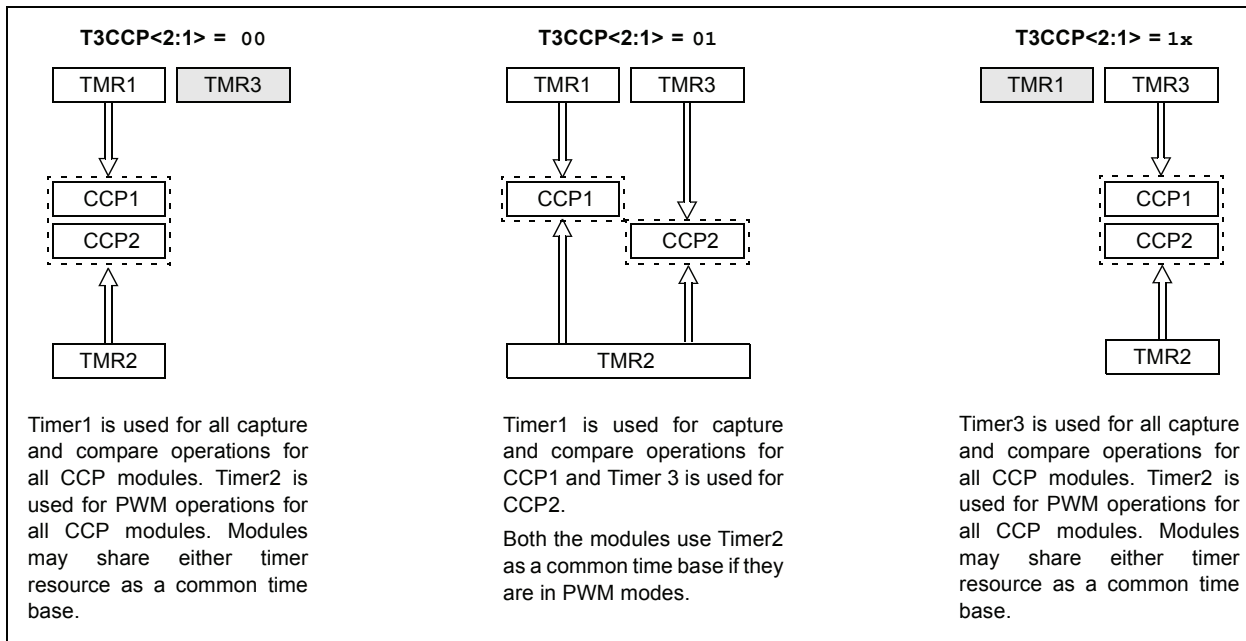 T3CCP<2:1> = 00
TMR1 TMR3
CCP1
CCP2
TMR2
Timer1 is used for all capture
and compare operations for
all CCP modules. Timer2 is
used for PWM operations for
all CCP modules. Modules
may share either timer
resource as a common time
base.
T3CCP<2:1> = 01
TMR1 TMR3
CCP1
CCP2
TMR2
Timer1 is used for capture
and compare operations for
CCP1 and Timer 3 is used for
CCP2.
Both the modules use Timer2
as a common time base if they
are in PWM modes.
T3CCP<2:1> = 1x
TMR1 TMR3
CCP1
CCP2
TMR2
Timer3 is used for all capture
and compare operations for
all CCP modules. Timer2 is
used for PWM operations for
all CCP modules. Modules
may share either timer
resource as a common time
base.